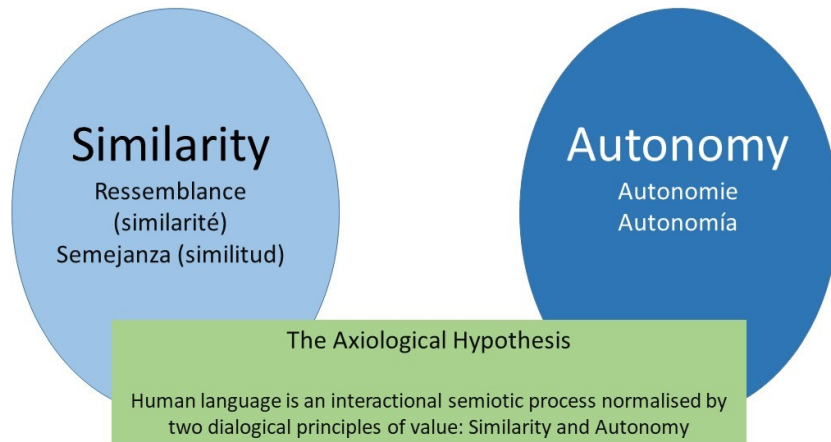 Similarity
Ressemblance
(similarité)
Semejanza (similitud)
Autonomy
Autonomie
Autonomía
The Axiological Hypothesis
Human language is an interactional semiotic process normalised by
two dialogical principles of value: Similarity and Autonomy